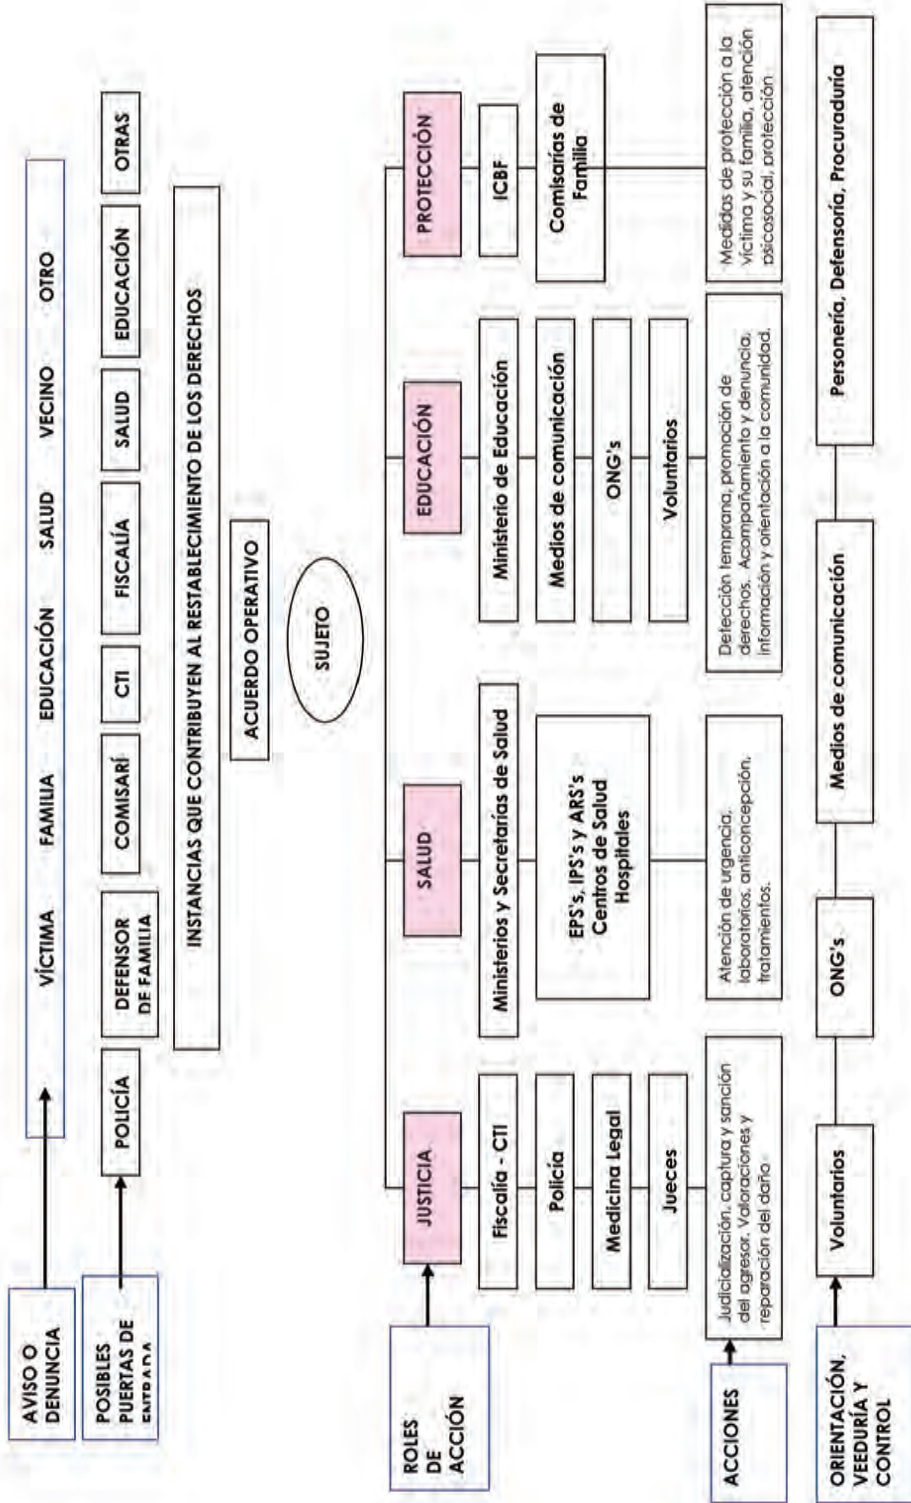 AVISO O
DENUNCIA
VÍCTIMA FAMILIA EDUCACIÓN SALUD VECINO OTRO
POSIBLES
PUERTAS DE
ENTRADA
POLICÍA
DEFENSOR
DE FAMILIA
COMISARÍ
CTI
FISCALÍA
SALUD
EDUCACIÓN
OTRAS
INSTANCIAS QUE CONTRIBUYEN AL RESTABLECIMIENTO DE LOS DERECHOS
ACUERDO OPERATIVO
SUJETO
ROLES
DE
ACCIÓN
JUSTICIA
SALUD
EDUCACIÓN
PROTECCIÓN
Fiscalía - CTI
Policía
Medicina Legal
Jueces
Ministerios y Secretarías de Salud
EPS's, IPS's y ARS's
Centros de Salud
Hospitales
Ministerio de Educación
Medios de comunicación
ONG's
Voluntarios
ICBF
Comisarías de
Familia
ACCIONES
Judicialización, captura y sanción
del agresor. Valoraciones y
reparación del daño
Atención de urgencia,
laboratorios, anticoncepción,
tratamientos.
Detección temprana, promoción de
derechos. Acompañamiento y denuncia,
información y orientación a la comunidad.
Medidas de protección a la
víctima y su familia, atención
psicosocial, protección
ORIENTACIÓN,
VEEDURÍA Y
CONTROL
Voluntarios
ONG's
Medios de comunicación
Personería, Defensoría, Procuraduría